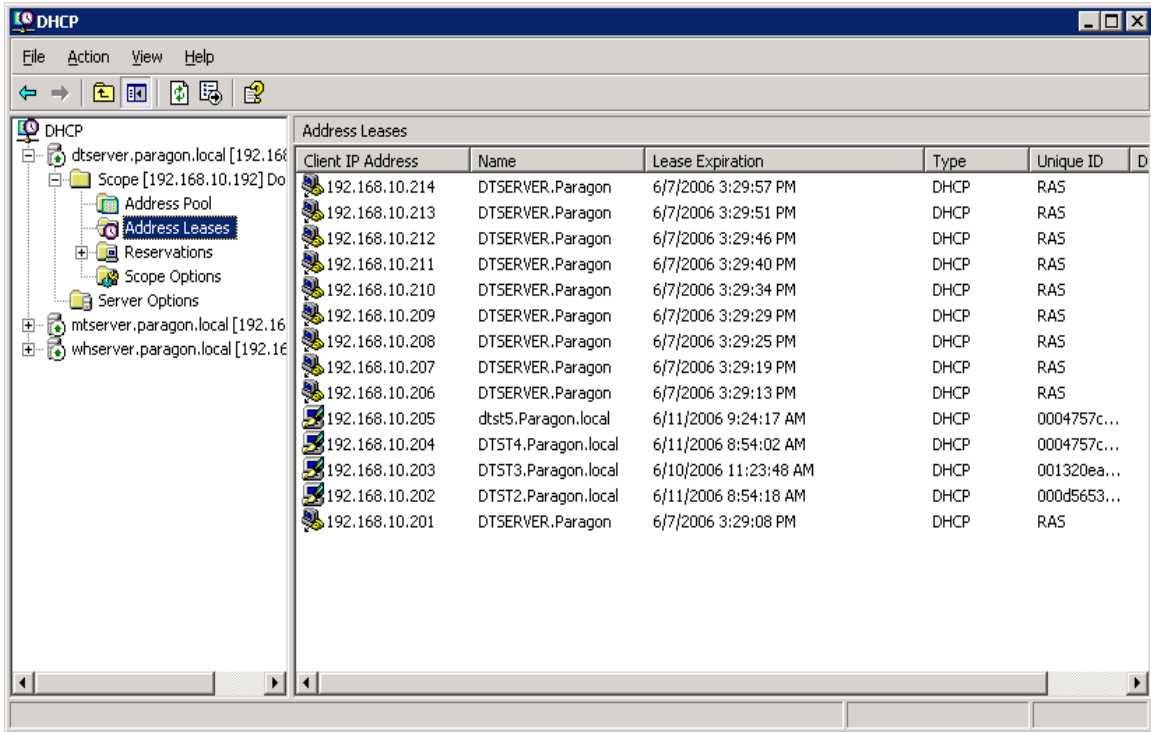 DHCP
File Action View Help
DHCP
dtserver.paragon.local [192.168
Scope [192.168.10.192] Do
Address Pool
Address Leases
Reservations
Scope Options
Server Options
mtserver.paragon.local [192.16
whserver.paragon.local [192.16
Address Leases
Client IP Address Name Lease Expiration Type Unique ID D
192.168.10.214 DTSERVER.Paragon 6/7/2006 3:29:57 PM DHCP RAS
192.168.10.213 DTSERVER.Paragon 6/7/2006 3:29:51 PM DHCP RAS
192.168.10.212 DTSERVER.Paragon 6/7/2006 3:29:46 PM DHCP RAS
192.168.10.211 DTSERVER.Paragon 6/7/2006 3:29:40 PM DHCP RAS
192.168.10.210 DTSERVER.Paragon 6/7/2006 3:29:34 PM DHCP RAS
192.168.10.209 DTSERVER.Paragon 6/7/2006 3:29:29 PM DHCP RAS
192.168.10.208 DTSERVER.Paragon 6/7/2006 3:29:25 PM DHCP RAS
192.168.10.207 DTSERVER.Paragon 6/7/2006 3:29:19 PM DHCP RAS
192.168.10.206 DTSERVER.Paragon 6/7/2006 3:29:13 PM DHCP RAS
192.168.10.205 dtst5.Paragon.local 6/11/2006 9:24:17 AM DHCP 0004757c...
192.168.10.204 DTST4.Paragon.local 6/11/2006 8:54:02 AM DHCP 0004757c...
192.168.10.203 DTST3.Paragon.local 6/10/2006 11:23:48 AM DHCP 001320ea...
192.168.10.202 DTST2.Paragon.local 6/11/2006 8:54:18 AM DHCP 000d5653...
192.168.10.201 DTSERVER.Paragon 6/7/2006 3:29:08 PM DHCP RAS